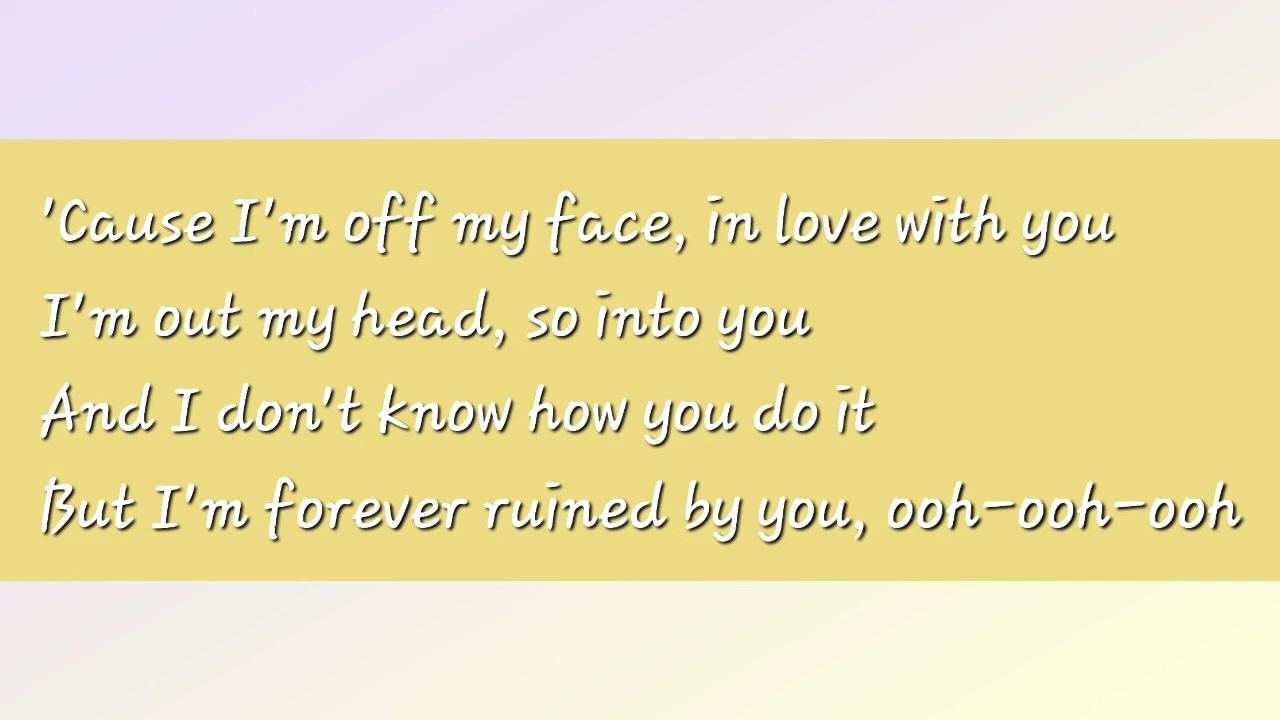 'Cause I'm off my face, in love with you
I'm out my head, so into you
And I don't know how you do it
But I'm forever ruined by you, ooh-ooh-ooh